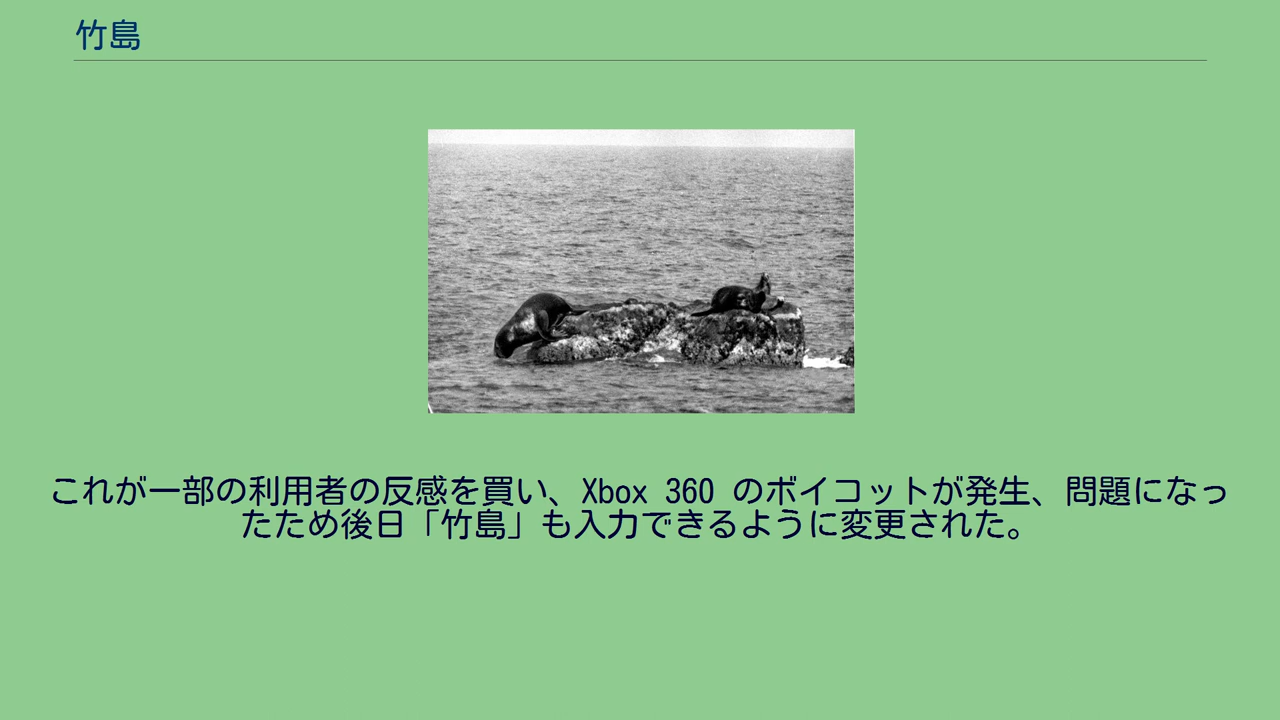 竹島
これが一部の利用者の反感を買い、Xbox 360 のボイコットが発生、問題になっ
たため後日「竹島」も入力できるように変更された。